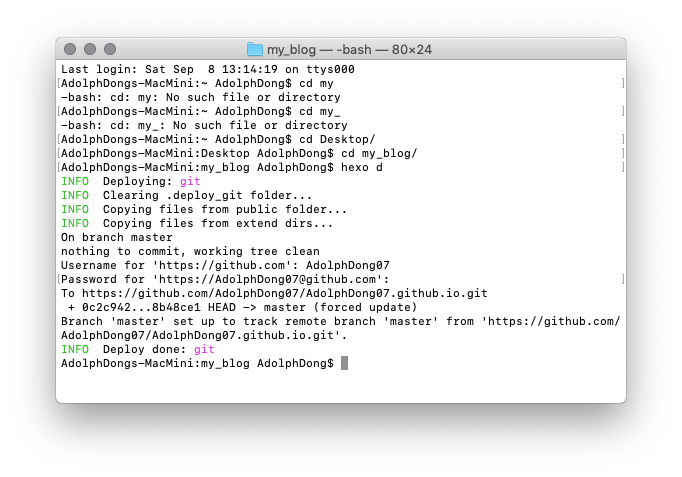 my_blog — -bash — 80×24
Last login: Sat Sep  8 13:14:19 on ttys000
[AdolphDongs-MacMini:~ AdolphDong$ cd my ]
-bash: cd: my: No such file or directory
[AdolphDongs-MacMini:~ AdolphDong$ cd my_ ]
-bash: cd: my_: No such file or directory
[AdolphDongs-MacMini:~ AdolphDong$ cd Desktop/ ]
[AdolphDongs-MacMini:Desktop AdolphDong$ cd my_blog/ ]
[AdolphDongs-MacMini:my_blog AdolphDong$ hexo d ]
INFO  Deploying: git
INFO  Clearing .deploy_git folder...
INFO  Copying files from public folder...
INFO  Copying files from extend dirs...
On branch master
nothing to commit, working tree clean
Username for 'https://github.com': AdolphDong07
[Password for 'https://AdolphDong07@github.com': ]
To https://github.com/AdolphDong07/AdolphDong07.github.io.git
 + 0c2c942...8b48ce1 HEAD -> master (forced update)
Branch 'master' set up to track remote branch 'master' from 'https://github.com/
AdolphDong07/AdolphDong07.github.io.git'.
INFO  Deploy done: git
AdolphDongs-MacMini:my_blog AdolphDong$